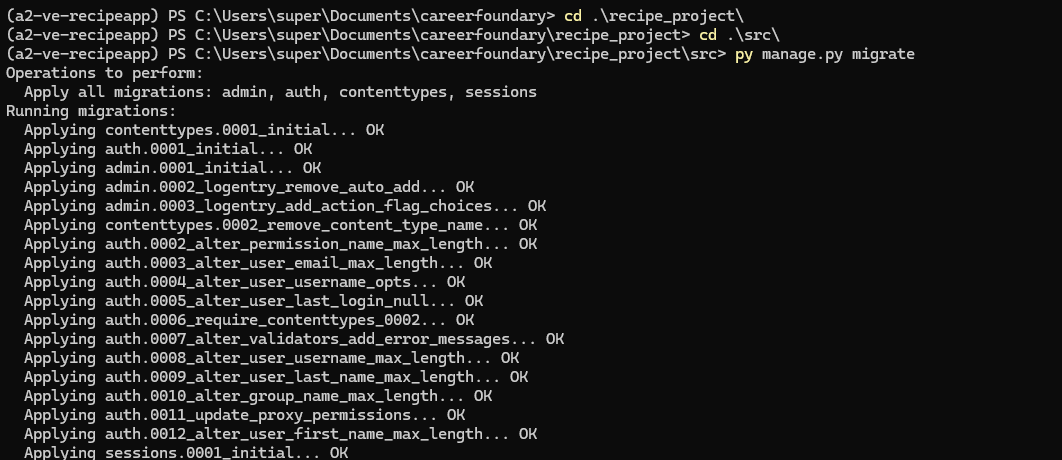 (a2-ve-recipeapp) PS C:\Users\super\Documents\careerfoundary> cd .\recipe_project\
(a2-ve-recipeapp) PS C:\Users\super\Documents\careerfoundary\recipe_project> cd .\src\
(a2-ve-recipeapp) PS C:\Users\super\Documents\careerfoundary\recipe_project\src> py manage.py migrate
Operations to perform:
  Apply all migrations: admin, auth, contenttypes, sessions
Running migrations:
  Applying contenttypes.0001_initial... OK
  Applying auth.0001_initial... OK
  Applying admin.0001_initial... OK
  Applying admin.0002_logentry_remove_auto_add... OK
  Applying admin.0003_logentry_add_action_flag_choices... OK
  Applying contenttypes.0002_remove_content_type_name... OK
  Applying auth.0002_alter_permission_name_max_length... OK
  Applying auth.0003_alter_user_email_max_length... OK
  Applying auth.0004_alter_user_username_opts... OK
  Applying auth.0005_alter_user_last_login_null... OK
  Applying auth.0006_require_contenttypes_0002... OK
  Applying auth.0007_alter_validators_add_error_messages... OK
  Applying auth.0008_alter_user_username_max_length... OK
  Applying auth.0009_alter_user_last_name_max_length... OK
  Applying auth.0010_alter_group_name_max_length... OK
  Applying auth.0011_update_proxy_permissions... OK
  Applying auth.0012_alter_user_first_name_max_length... OK
  Applying sessions.0001_initial... OK